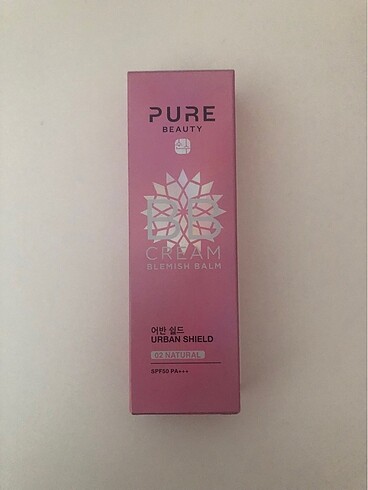 PURE
BEAUTY
BB
CREAM
BLEMISH BALM
어반 쉴드
URBAN SHIELD
02 NATURAL
SPF50 PA+++